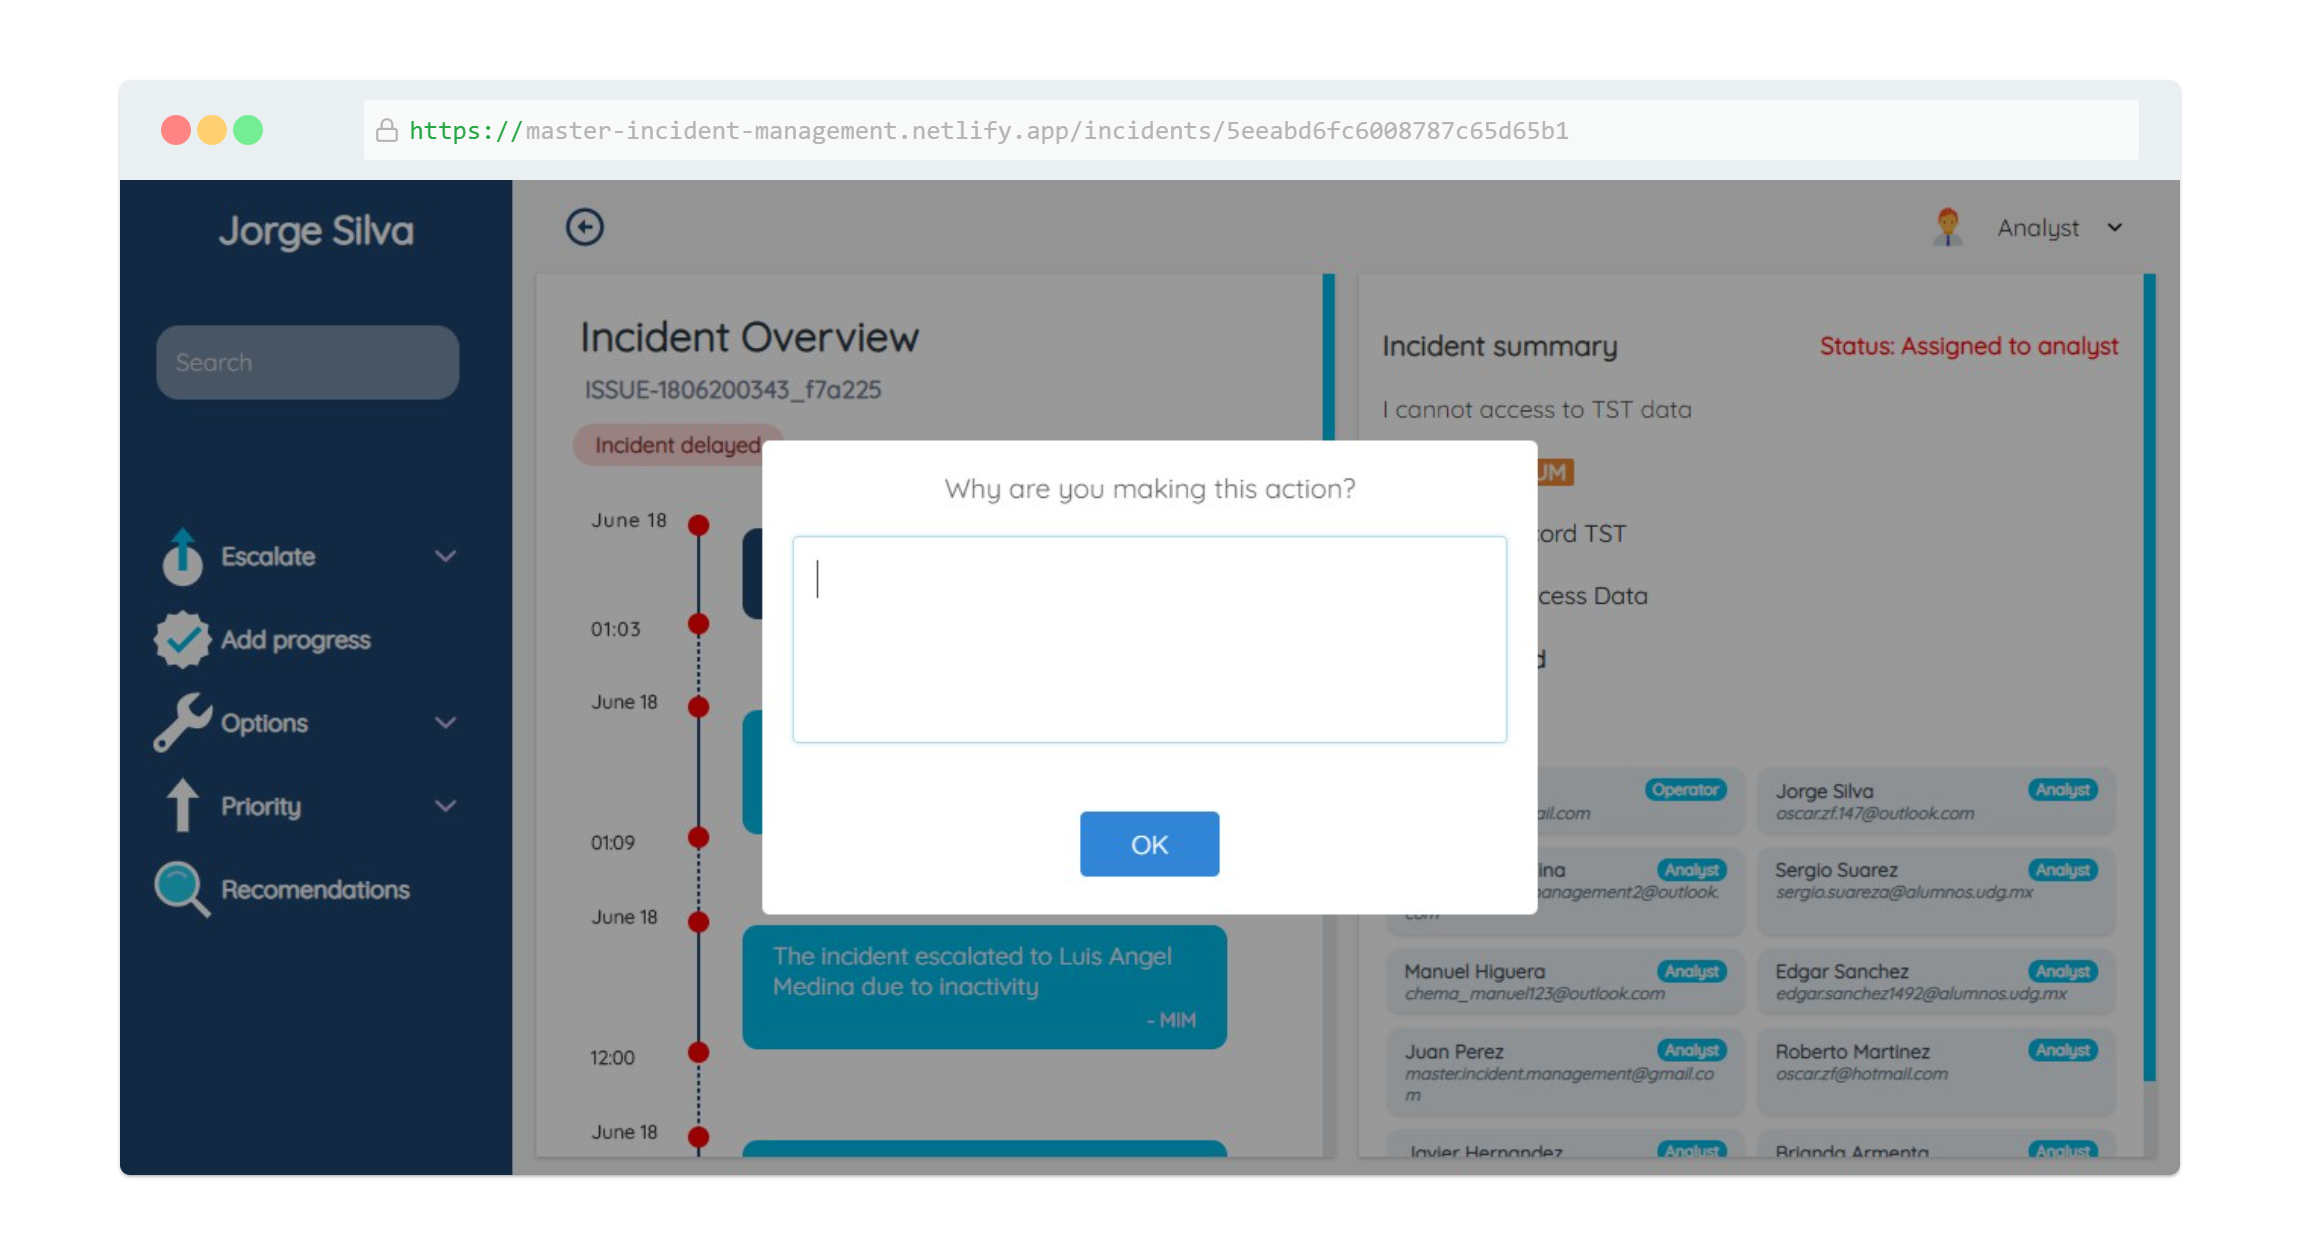 https://master-incident-management.netlify.app/incidents/5eeabd6fc6008787c65d65b1
Jorge Silva
Search
Escalate
Add progress
Options
Priority
Recomendations
Analyst
Incident Overview
ISSUE-1806200343_f7a225
Incident delayed
June 18
01:03
June 18
01:09
June 18
The incident escalated to Luis Angel
Medina due to inactivity
- MIM
12:00
June 18
Why are you making this action?
OK
Incident summary
Status: Assigned to analyst
I cannot access to TST data
UM
ord TST
cess Data
d
Operator
ail.com
Jorge Silva
Analyst
oscar.zf.147@outlook.com
ina
Analyst
anagement2@outlook.
com
Sergio Suarez
Analyst
sergio.suareza@alumnos.udg.mx
Manuel Higuera
Analyst
chema_manuel123@outlook.com
Edgar Sanchez
Analyst
edgar.sanchez1492@alumnos.udg.mx
Juan Perez
Analyst
master.incident.management@gmail.co
m
Roberto Martinez
Analyst
oscar.zf@hotmail.com
Javier Hernandez
Analyst
Brianda Armenta
Analyst